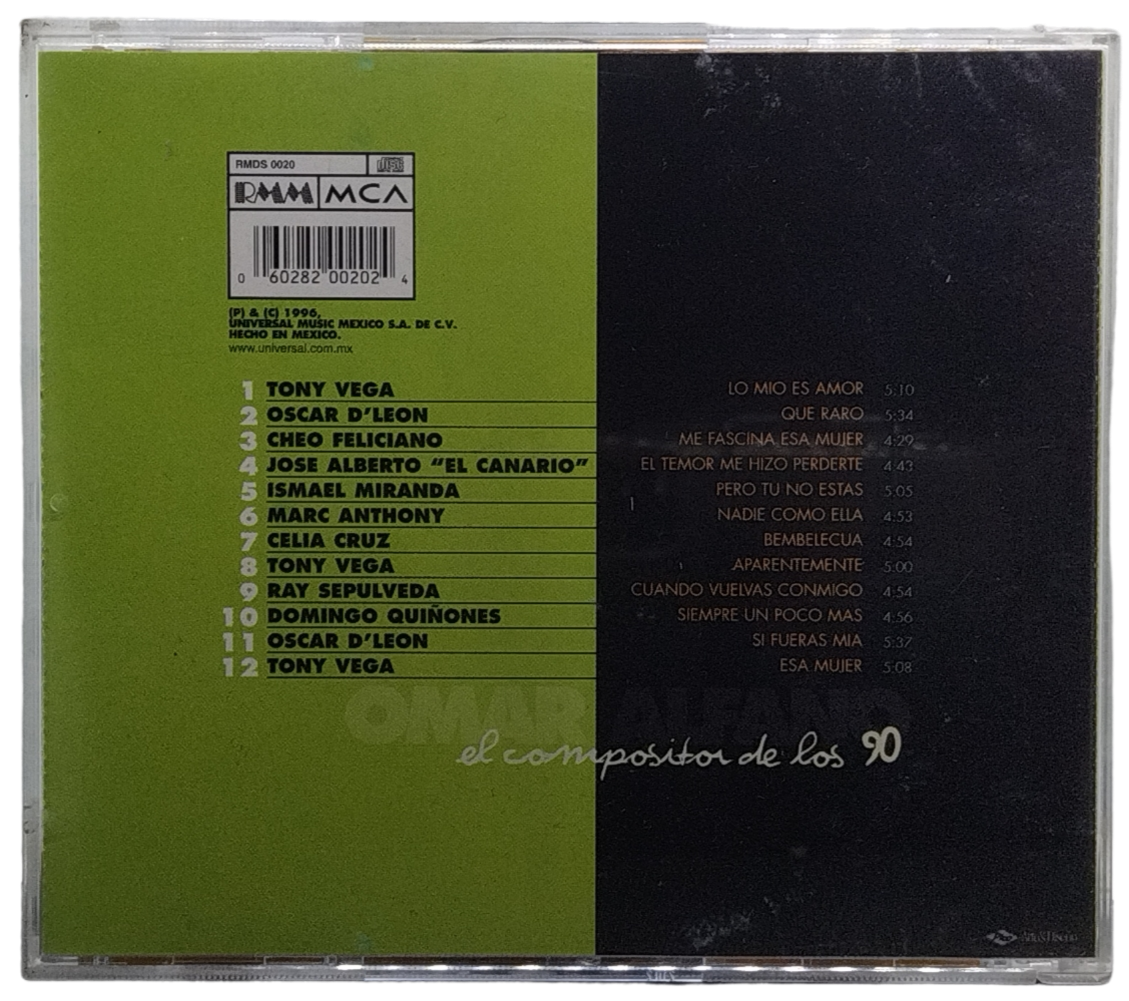 RMDS 0020
RMM MCA
0 60282 00202 4
(P) & (C) 1996,
UNIVERSAL MUSIC MEXICO S.A. DE C.V.
HECHO EN MEXICO.
www.universal.com.mx
1 TONY VEGA LO MIO ES AMOR 5:10
2 OSCAR D'LEON QUE RARO 5:34
3 CHEO FELICIANO ME FASCINA ESA MUJER 4:29
4 JOSE ALBERTO "EL CANARIO" EL TEMOR ME HIZO PERDERTE 4:43
5 ISMAEL MIRANDA PERO TU NO ESTAS 5:05
6 MARC ANTHONY NADIE COMO ELLA 4:53
7 CELIA CRUZ BEMBELECUA 4:54
8 TONY VEGA APARENTEMENTE 5:00
9 RAY SEPULVEDA CUANDO VUELVAS CONMIGO 4:54
10 DOMINGO QUIÑONES SIEMPRE UN POCO MAS 4:56
11 OSCAR D'LEON SI FUERAS MIA 5:37
12 TONY VEGA ESA MUJER 5:08
OMAR ALFANO
el compositor de los 90